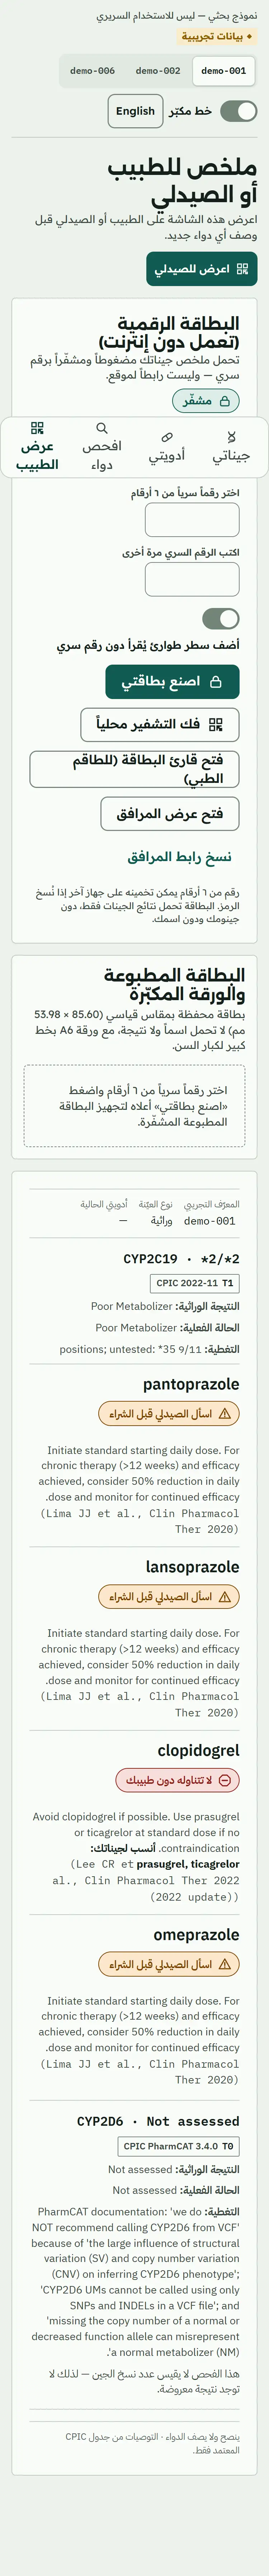 نموذج بحثي — ليس للاستخدام السريري
بيانات تجريبية
demo-001
demo-002
demo-006
خط مكبّر
English
ملخص للطبيب
أو الصيدلي
اعرض هذه الشاشة على الطبيب أو الصيدلي قبل
وصف أي دواء جديد.
اعرض للصيدلي
البطاقة الرقمية
(تعمل دون إنترنت)
تحمل ملخص جيناتك مضغوطاً ومشفّراً برقم
سري — وليست رابطاً لموقع.
مشفّر
جيناتي
أدويتي
افحص
دواء
عرض
الطبيب
اختر رقماً سرياً من ٦ أرقام
اكتب الرقم السري مرة أخرى
أضف سطر طوارئ يُقرأ دون رقم سري
اصنع بطاقتي
فك التشفير محلياً
فتح قارئ البطاقة (للطاقم
الطبي)
فتح عرض المرافق
نسخ رابط المرافق
رقم من ٦ أرقام يمكن تخمينه على جهاز آخر إذا نُسخ
الرمز. البطاقة تحمل نتائج الجينات فقط، دون
جينومك ودون اسمك.
البطاقة المطبوعة
والورقة المكبّرة
بطاقة محفظة بمقاس قياسي (85.60 × 53.98
مم) لا تحمل اسماً ولا نتيجة، مع ورقة A6 بخط
كبير لكبار السن.
اختر رقماً سرياً من ٦ أرقام واضغط
«اصنع بطاقتي» أعلاه لتجهيز البطاقة
المطبوعة المشفّرة.
المعرّف التجريبي
demo-001
نوع العيّنة
وراثية
أدويتي الحالية
—
CYP2C19 · *2/*2
CPIC 2022-11 T1
النتيجة الوراثية: Poor Metabolizer
الحالة الفعلية: Poor Metabolizer
التغطية: 9/11 positions; untested: *35
pantoprazole
اسأل الصيدلي قبل الشراء
Initiate standard starting daily dose. For
chronic therapy (>12 weeks) and efficacy
achieved, consider 50% reduction in daily
dose and monitor for continued efficacy.
(Lima JJ et al., Clin Pharmacol
Ther 2020)
lansoprazole
اسأل الصيدلي قبل الشراء
Initiate standard starting daily dose. For
chronic therapy (>12 weeks) and efficacy
achieved, consider 50% reduction in daily
dose and monitor for continued efficacy.
(Lima JJ et al., Clin Pharmacol
Ther 2020)
clopidogrel
لا تتناوله دون طبيبك
Avoid clopidogrel if possible. Use prasugrel
or ticagrelor at standard dose if no
contraindication. أنسب لجيناتك:
prasugrel, ticagrelor (Lee CR et
al., Clin Pharmacol Ther 2022
(2022 update))
omeprazole
اسأل الصيدلي قبل الشراء
Initiate standard starting daily dose. For
chronic therapy (>12 weeks) and efficacy
achieved, consider 50% reduction in daily
dose and monitor for continued efficacy.
(Lima JJ et al., Clin Pharmacol
Ther 2020)
CYP2D6 · Not assessed
CPIC PharmCAT 3.4.0 T0
النتيجة الوراثية: Not assessed
الحالة الفعلية: Not assessed
التغطية: PharmCAT documentation: 'we do
NOT recommend calling CYP2D6 from VCF'
because of 'the large influence of structural
variation (SV) and copy number variation
(CNV) on inferring CYP2D6 phenotype';
'CYP2D6 UMs cannot be called using only
SNPs and INDELs in a VCF file'; and
'missing the copy number of a normal or
decreased function allele can misrepresent
a normal metabolizer (NM)'.
هذا الفحص لا يقيس عدد نسخ الجين — لذلك لا
توجد نتيجة معروضة.
ينصح ولا يصف الدواء · التوصيات من جدول CPIC
المعتمد فقط.